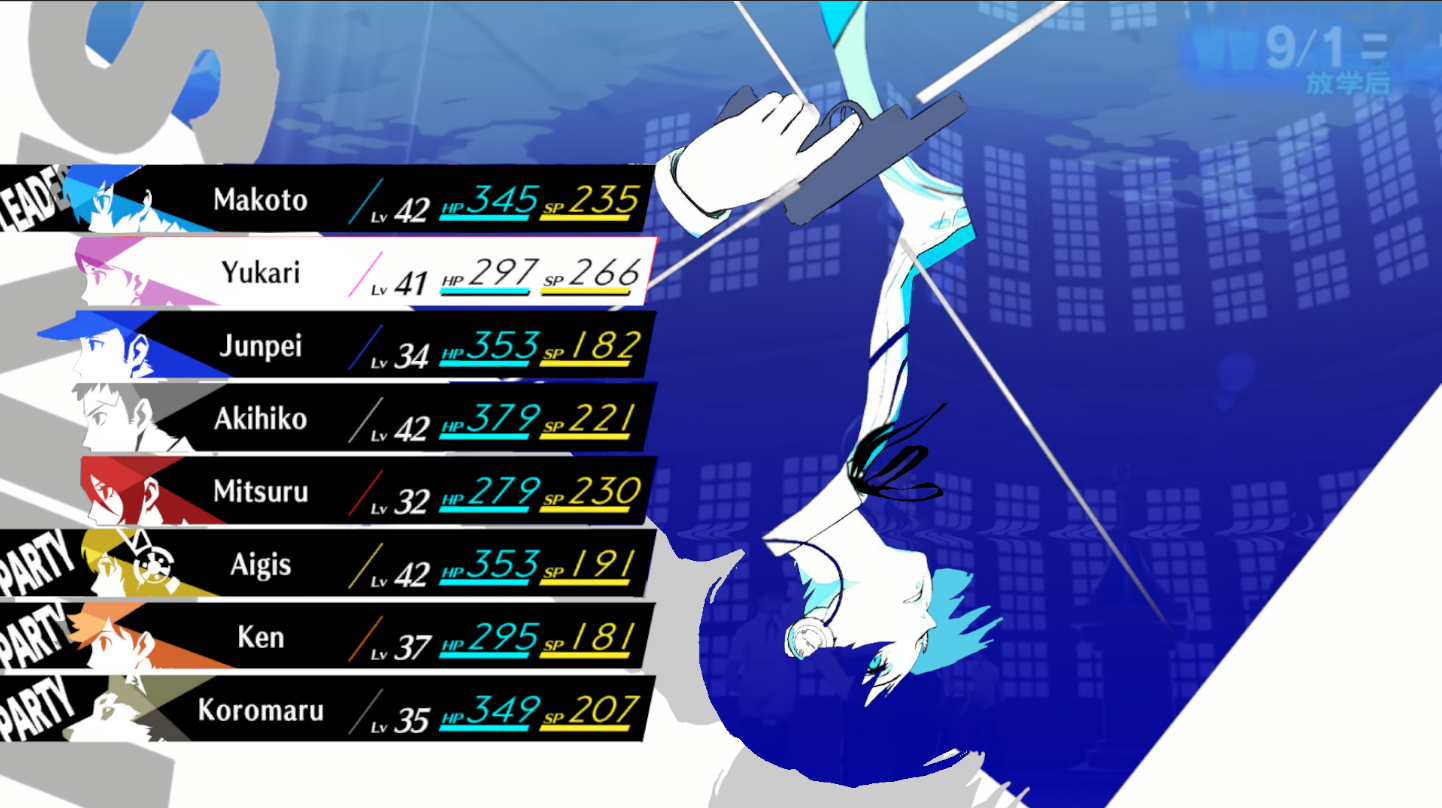 9/1 二
放学后
LEADER Makoto Lv 42 HP 345 SP 235
Yukari Lv 41 HP 297 SP 266
Junpei Lv 34 HP 353 SP 182
Akihiko Lv 42 HP 379 SP 221
Mitsuru Lv 32 HP 279 SP 230
PARTY Aigis Lv 42 HP 353 SP 191
PARTY Ken Lv 37 HP 295 SP 181
PARTY Koromaru Lv 35 HP 349 SP 207